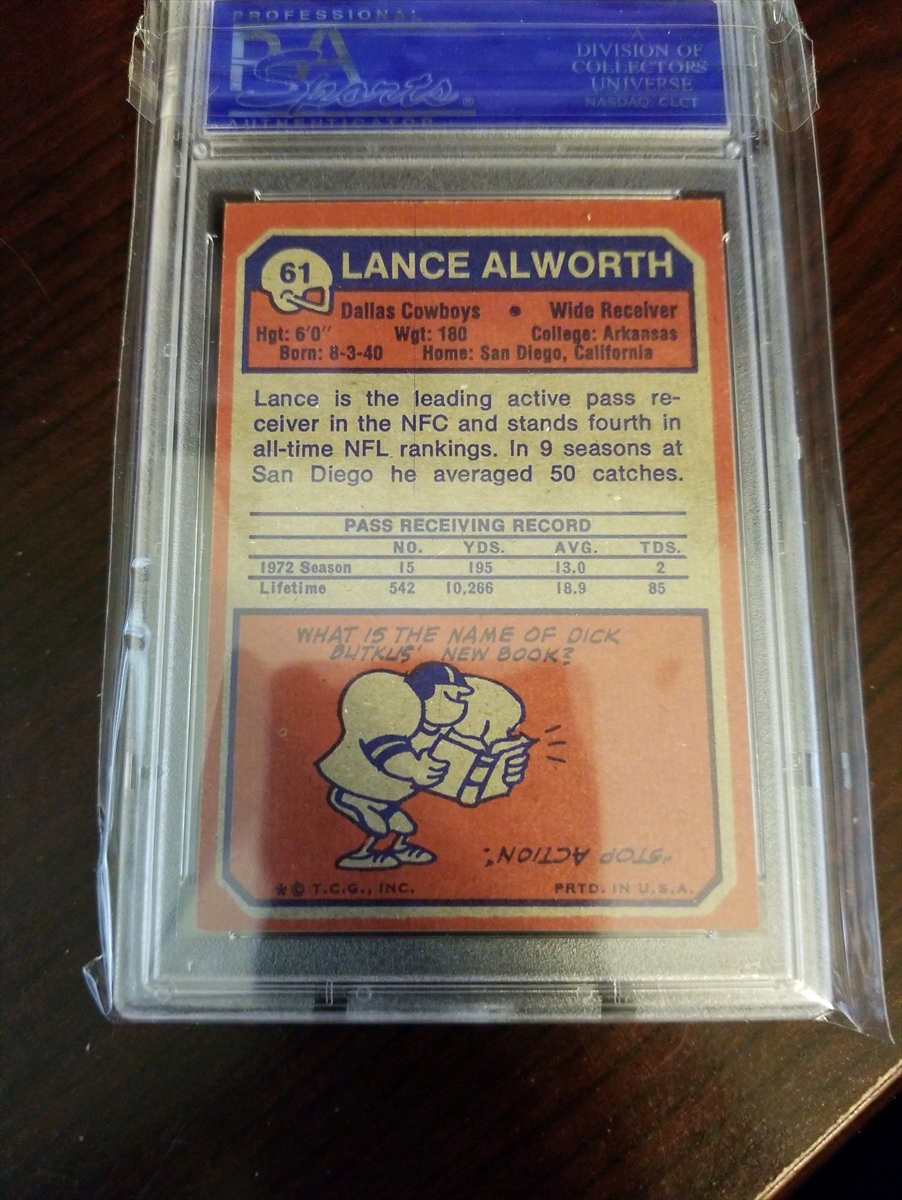 PROFESSIONAL
PSA
Sports®
AUTHENTICATOR
A
DIVISION OF
COLLECTORS
UNIVERSE
NASDAQ: CLCT
61
LANCE ALWORTH
Dallas Cowboys • Wide Receiver
Hgt: 6'0" Wgt: 180 College: Arkansas
Born: 8-3-40 Home: San Diego, California
Lance is the leading active pass re-
ceiver in the NFC and stands fourth in
all-time NFL rankings. In 9 seasons at
San Diego he averaged 50 catches.
PASS RECEIVING RECORD
NO. YDS. AVG. TDS.
1972 Season 15 195 13.0 2
Lifetime 542 10,266 18.9 85
WHAT IS THE NAME OF DICK
BUTKUS' NEW BOOK?
"STOP ACTION".
*© T.C.G., INC. PRTD. IN U.S.A.